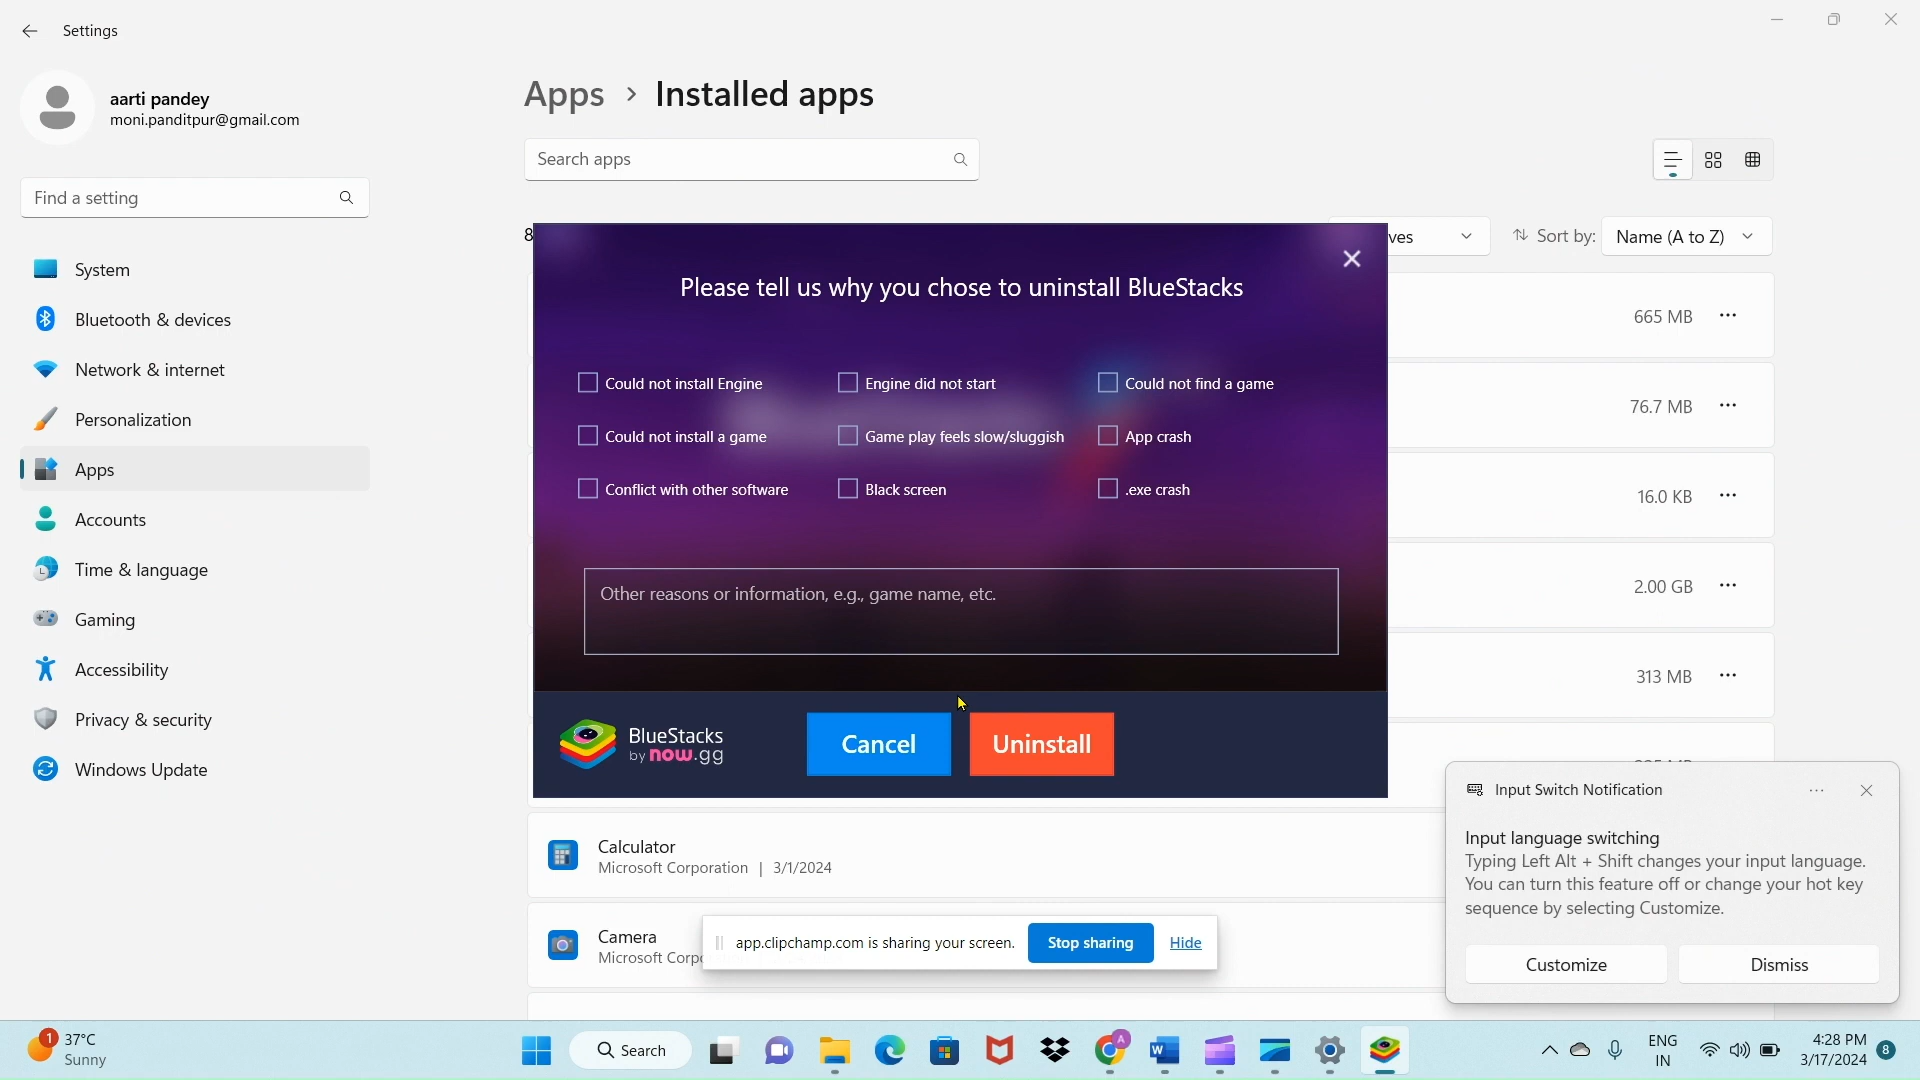 Settings
aarti pandey
moni.panditpur@gmail.com
Find a setting
System
Bluetooth & devices
Network & internet
Personalization
Apps
Accounts
Time & language
Gaming
Accessibility
Privacy & security
Windows Update
Apps > Installed apps
Search apps
8
ves
Sort by:
Name (A to Z)
Please tell us why you chose to uninstall BlueStacks
Could not install Engine
Engine did not start
Could not find a game
Could not install a game
Game play feels slow/sluggish
App crash
Conflict with other software
Black screen
.exe crash
Other reasons or information, e.g., game name, etc.
BlueStacks
by now.gg
Cancel
Uninstall
665 MB
76.7 MB
16.0 KB
2.00 GB
313 MB
Calculator
Microsoft Corporation | 3/1/2024
Camera
Microsoft Corp
app.clipchamp.com is sharing your screen.
Stop sharing
Hide
Input Switch Notification
Input language switching
Typing Left Alt + Shift changes your input language.
You can turn this feature off or change your hot key
sequence by selecting Customize.
Customize
Dismiss
1
37°C
Sunny
Search
A
W
ENG
IN
4:28 PM
3/17/2024
8